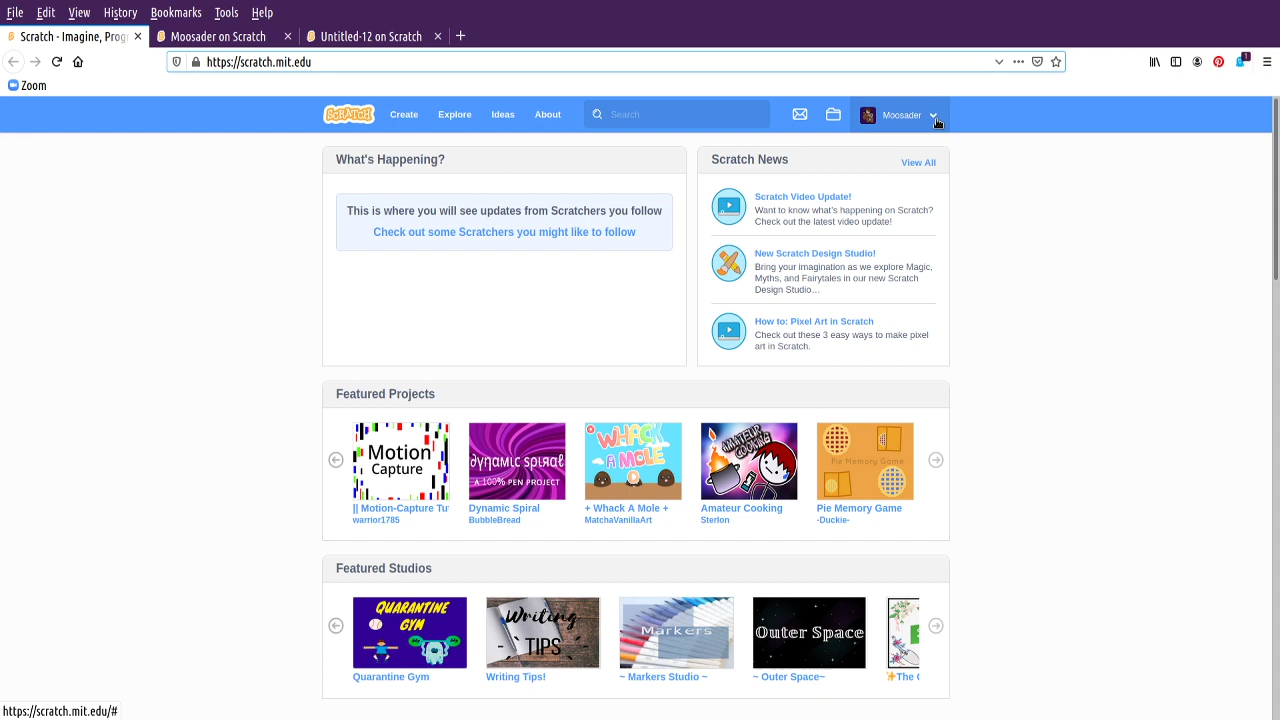 File Edit View History Bookmarks Tools Help
Scratch - Imagine, Prog
Moosader on Scratch
Untitled-12 on Scratch
https://scratch.mit.edu
1
Zoom
SCRATCH Create Explore Ideas About Search Moosader
What's Happening?
This is where you will see updates from Scratchers you follow
Check out some Scratchers you might like to follow
Scratch News
View All
Scratch Video Update!
Want to know what's happening on Scratch?
Check out the latest video update!
New Scratch Design Studio!
Bring your imagination as we explore Magic,
Myths, and Fairytales in our new Scratch
Design Studio…
How to: Pixel Art in Scratch
Check out these 3 easy ways to make pixel
art in Scratch.
Featured Projects
Motion
Capture
|| Motion-Capture Tu
warrior1785
dynamic spiral
A 100% PEN PROJECT
Dynamic Spiral
BubbleBread
WHACK
A MOLE
+ Whack A Mole +
MatchaVanillaArt
AMATEUR
COOKING
Amateur Cooking
Sterlon
Pie Memory Game
Pie Memory Game
-Duckie-
Featured Studios
QUARANTINE
GYM
Quarantine Gym
Writing
TIPS
Writing Tips!
Markers
~ Markers Studio ~
Outer Space
~ Outer Space~
✨The
https://scratch.mit.edu/#